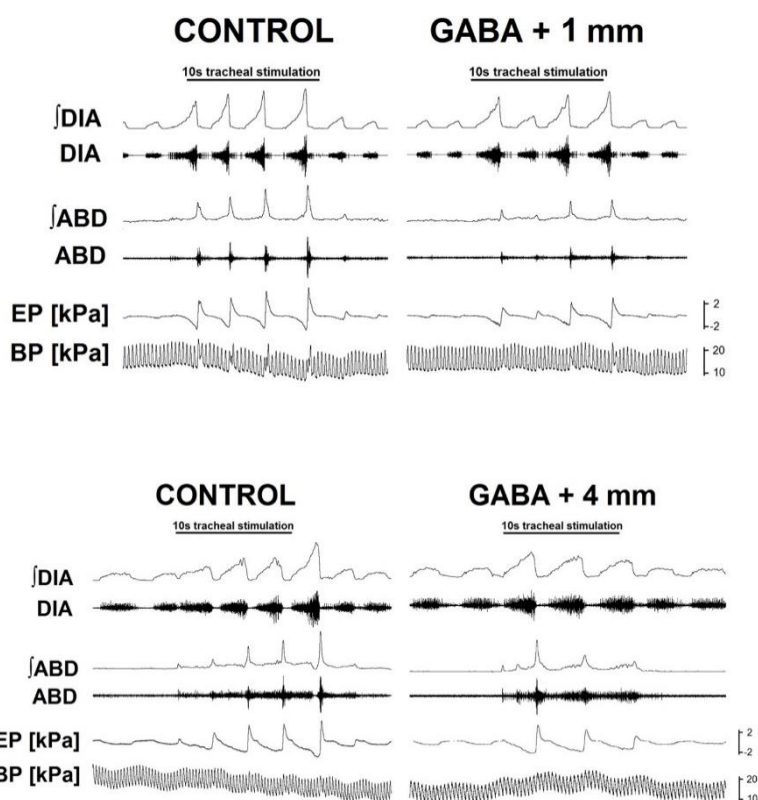 CONTROL GABA + 1 mm
10s tracheal stimulation 10s tracheal stimulation
∫DIA
DIA
∫ABD
ABD
EP [kPa] 2
-2
BP [kPa] 20
10
CONTROL GABA + 4 mm
10s tracheal stimulation 10s tracheal stimulation
∫DIA
DIA
∫ABD
ABD
EP [kPa] 2
-2
BP [kPa] 20
10